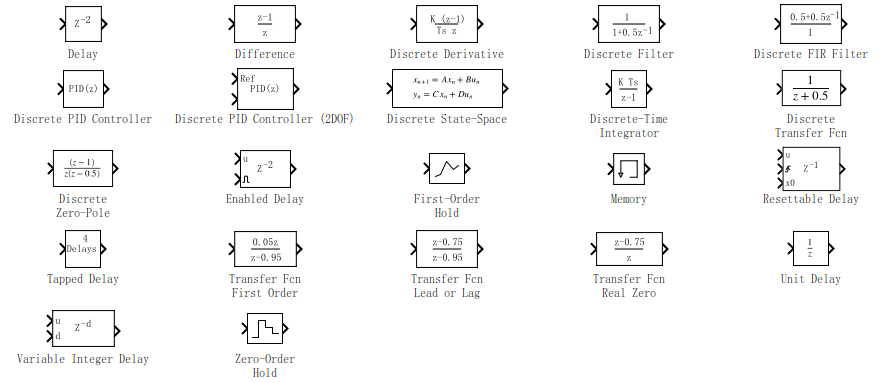 z⁻² z-1 K (z-1) 1 0.5+0.5z⁻¹
z Ts z 1+0.5z⁻¹ 1
Delay Difference Discrete Derivative Discrete Filter Discrete FIR Filter
PID(z) Ref PID(z) xₙ₊₁ = Axₙ + Buₙ K Ts 1
yₙ = Cxₙ + Duₙ z-1 z + 0.5
Discrete PID Controller Discrete PID Controller (2DOF) Discrete State-Space Discrete-Time Discrete
Integrator Transfer Fcn
(z − 1) u z⁻² u z⁻¹
z(z − 0.5) x0
Discrete Enabled Delay First-Order Memory Resettable Delay
Zero-Pole Hold
4 0.05z z-0.75 z-0.75 1
Delays z-0.95 z-0.95 z z
Tapped Delay Transfer Fcn Transfer Fcn Transfer Fcn Unit Delay
First Order Lead or Lag Real Zero
u z⁻ᵈ
d
Variable Integer Delay Zero-Order
Hold